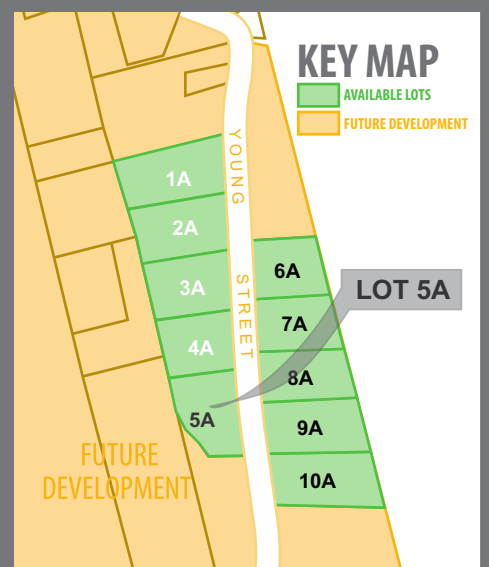 KEY MAP
AVAILABLE LOTS
FUTURE DEVELOPMENT
YOUNG STREET
1A
2A
3A
4A
5A
6A
7A
8A
9A
10A
LOT 5A
FUTURE
DEVELOPMENT